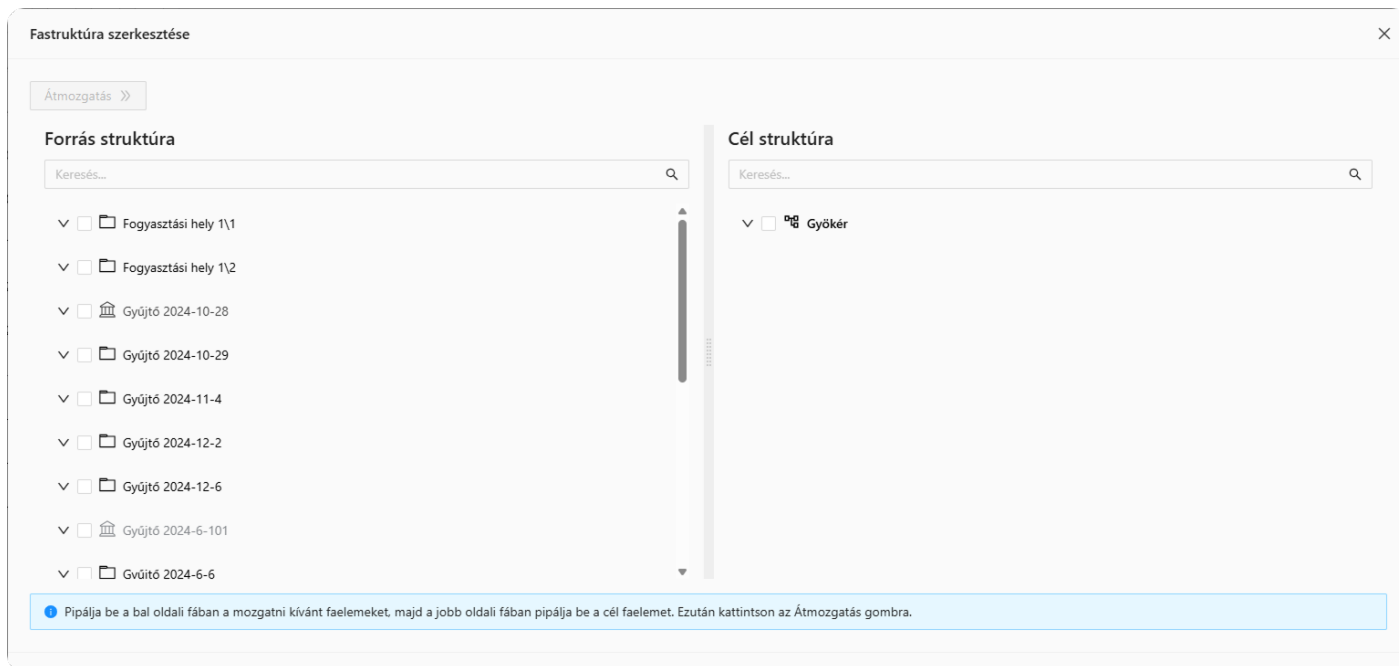 Fastruktúra szerkesztése
Átmozgatás
Forrás struktúra
Keresés...
Fogyasztási hely 1\1
Fogyasztási hely 1\2
Gyűjtő 2024-10-28
Gyűjtő 2024-10-29
Gyűjtő 2024-11-4
Gyűjtő 2024-12-2
Gyűjtő 2024-12-6
Gyűjtő 2024-6-101
Gyűjtő 2024-6-6
Cél struktúra
Keresés...
Gyökér
Pipálja be a bal oldali fában a mozgatni kívánt faelemeket, majd a jobb oldali fában pipálja be a cél faelemet. Ezután kattintson az Átmozgatás gombra.